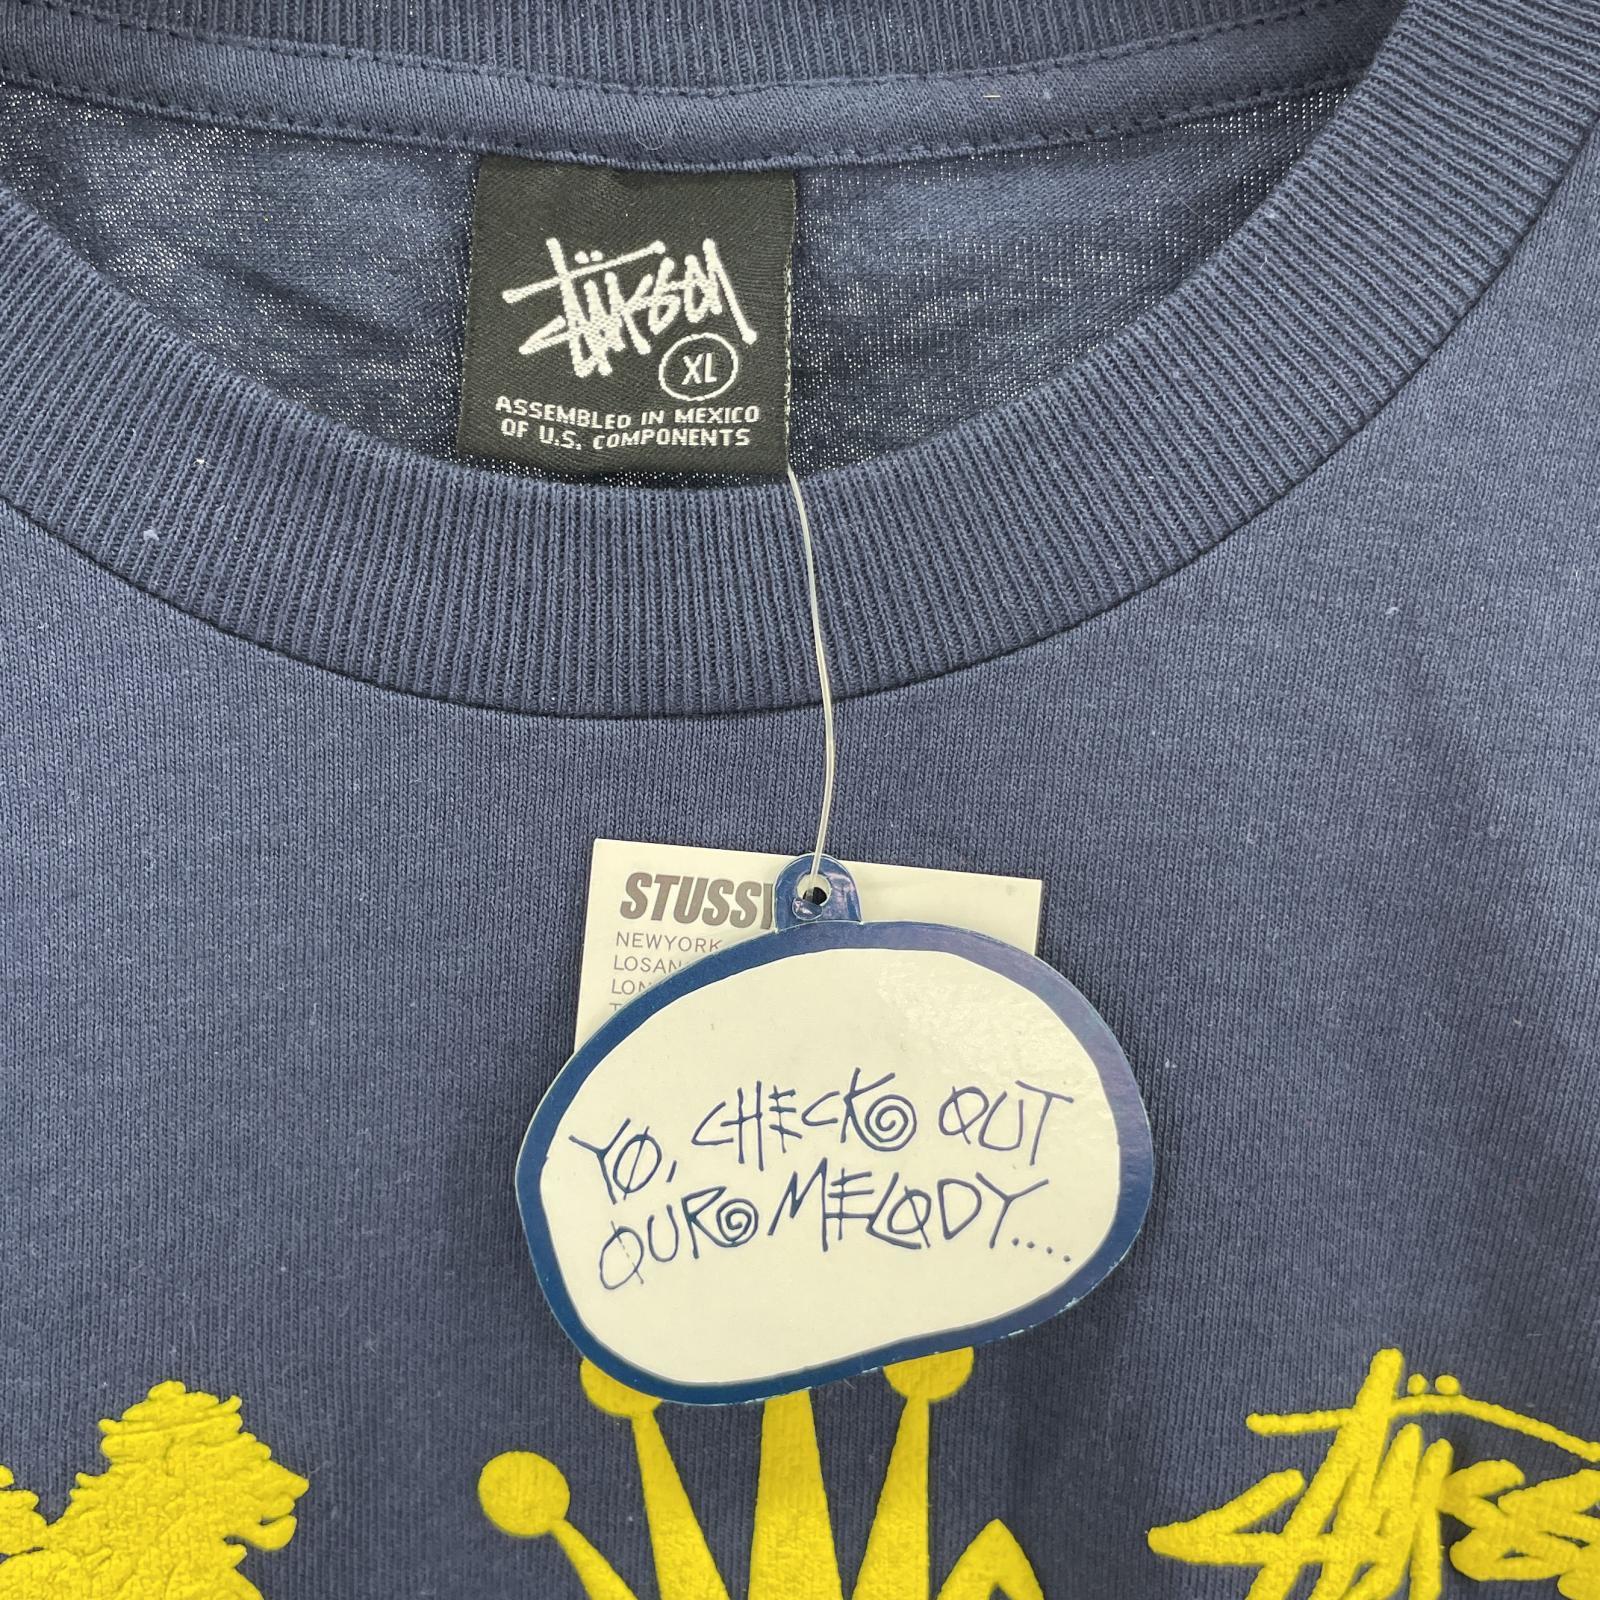 Stüssy
XL
ASSEMBLED IN MEXICO
OF U.S. COMPONENTS
STUSSY
NEWYORK
YO, CHECK OUT
OUR MELODY....
Stüssy